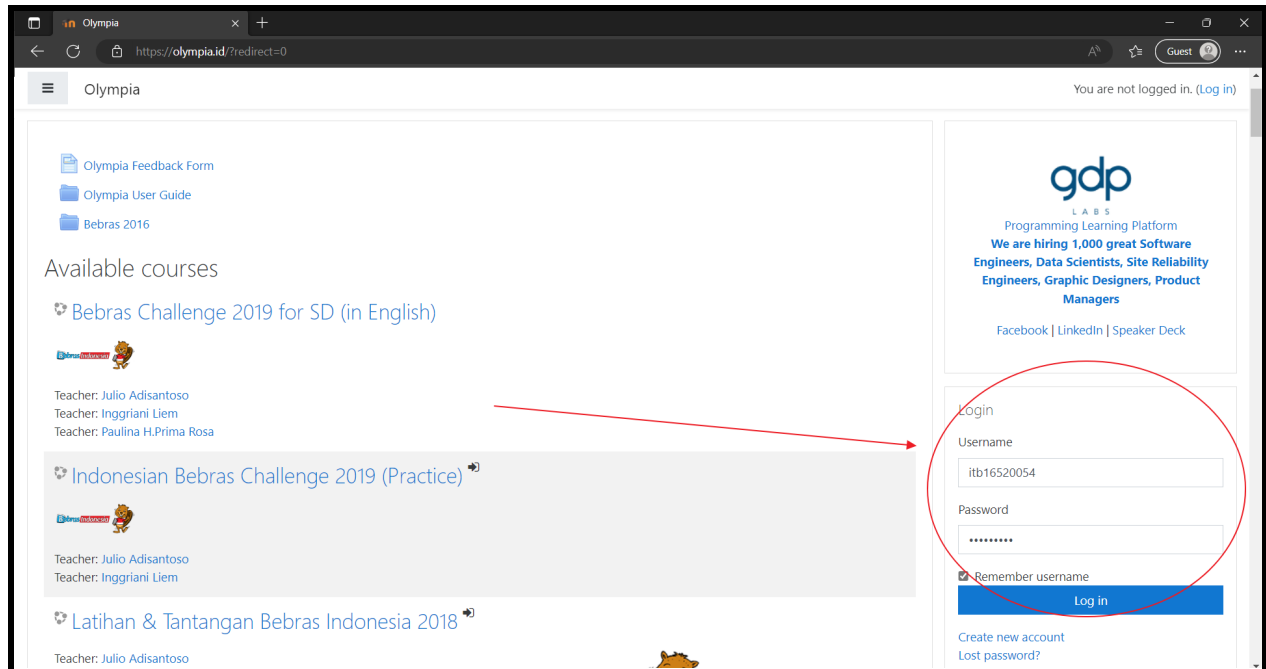 Olympia
https://olympia.id/?redirect=0
Guest
Olympia
You are not logged in. (Log in)
Olympia Feedback Form
Olympia User Guide
Bebras 2016
Available courses
Bebras Challenge 2019 for SD (in English)
Bebras Indonesia
Teacher: Julio Adisantoso
Teacher: Inggriani Liem
Teacher: Paulina H.Prima Rosa
Indonesian Bebras Challenge 2019 (Practice)
Bebras Indonesia
Teacher: Julio Adisantoso
Teacher: Inggriani Liem
Latihan & Tantangan Bebras Indonesia 2018
Teacher: Julio Adisantoso
gdp
LABS
Programming Learning Platform
We are hiring 1,000 great Software
Engineers, Data Scientists, Site Reliability
Engineers, Graphic Designers, Product
Managers
Facebook | LinkedIn | Speaker Deck
Login
Username
itb16520054
Password
•••••••••
Remember username
Log in
Create new account
Lost password?